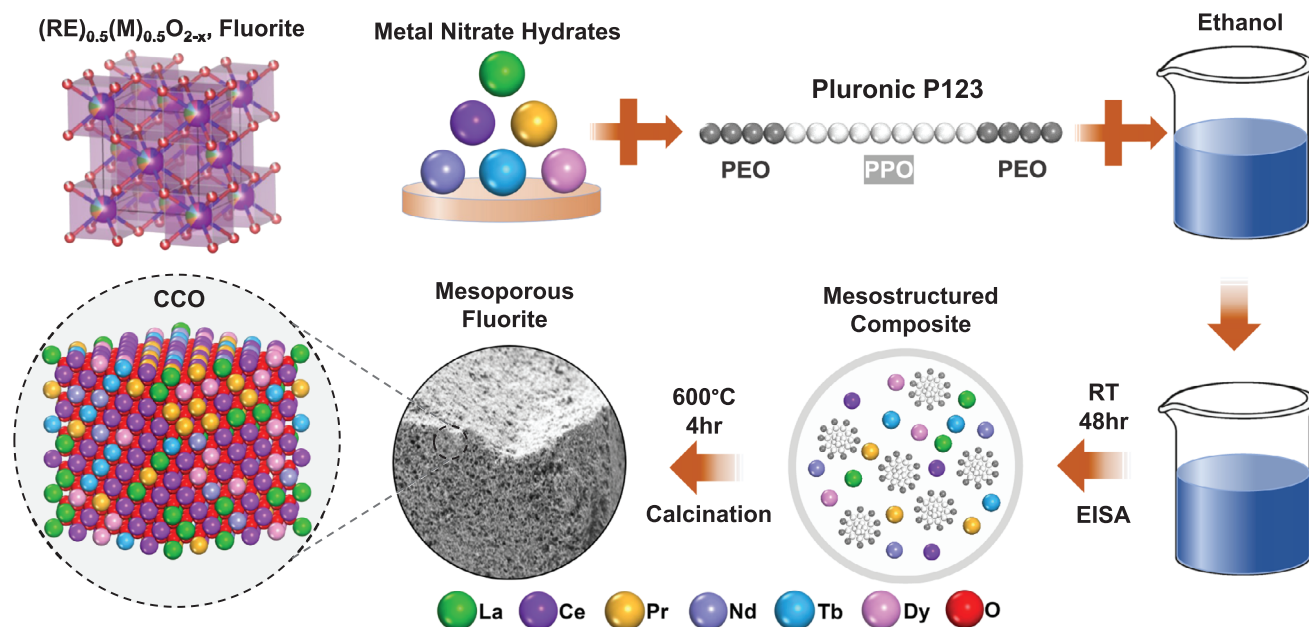 (RE)₀.₅(M)₀.₅O₂₋ₓ, Fluorite
Metal Nitrate Hydrates
Pluronic P123
PEO
PPO
PEO
Ethanol
RT
48hr
EISA
Mesostructured
Composite
600°C
4hr
Calcination
Mesoporous
Fluorite
CCO
La
Ce
Pr
Nd
Tb
Dy
O